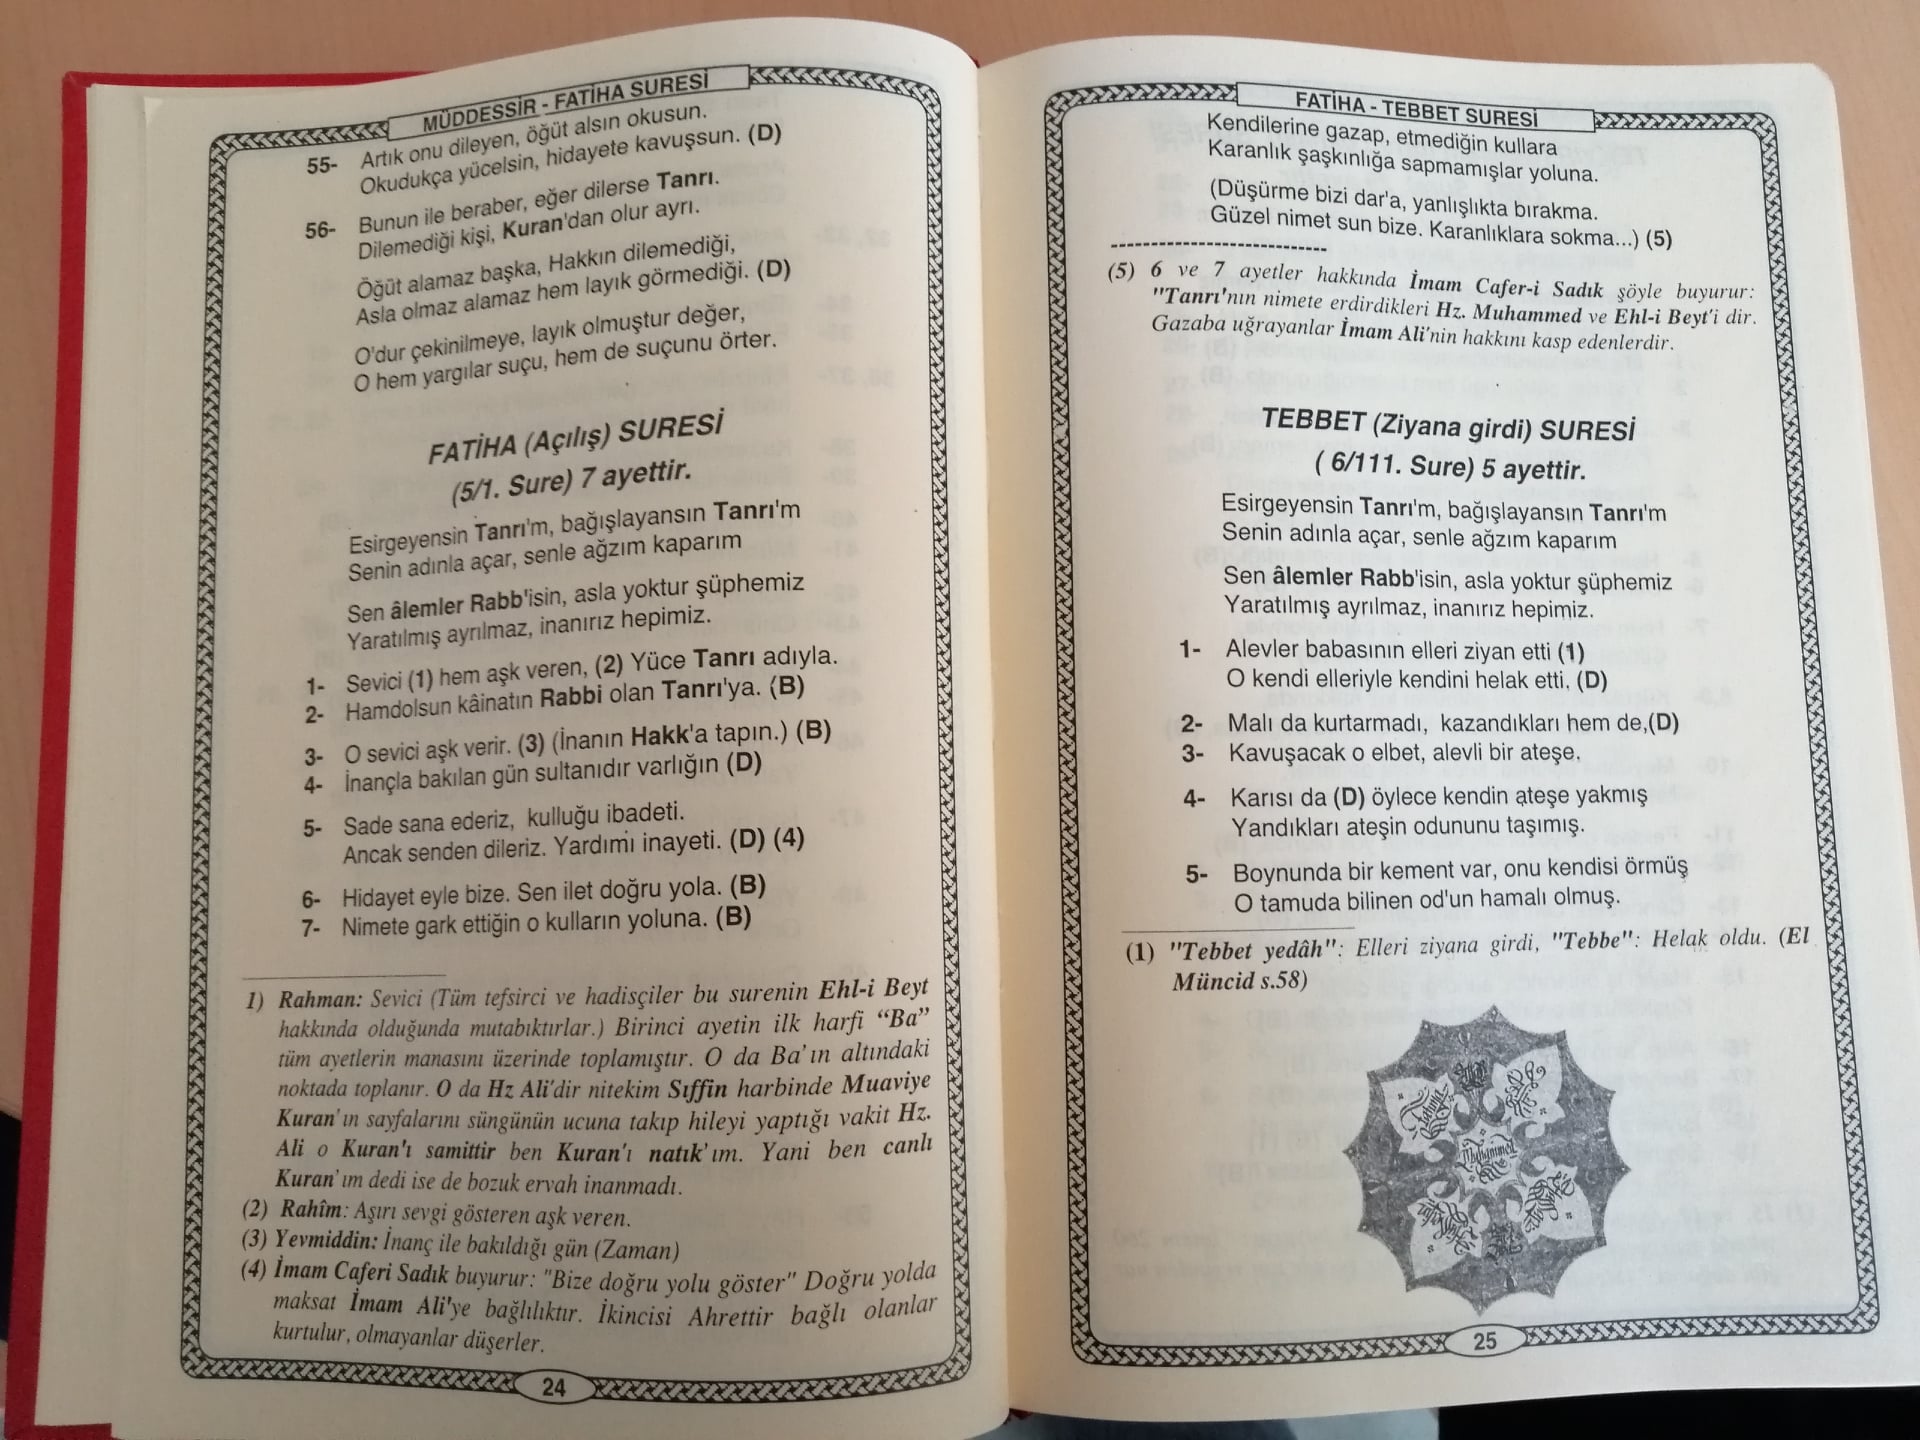 MÜDDESSİR - FATİHA SURESİ
55- Artık onu dileyen, öğüt alsın okusun.
Okudukça yücelsin, hidayete kavuşsun. (D)
56- Bunun ile beraber, eğer dilerse Tanrı.
Dilemediği kişi, Kuran'dan olur ayrı.
Öğüt alamaz başka, Hakkın dilemediği,
Asla olmaz alamaz hem layık görmediği. (D)
O'dur çekinilmeye, layık olmuştur değer,
O hem yargılar suçu, hem de suçunu örter.
FATİHA (Açılış) SURESİ
(5/1. Sure) 7 ayettir.
Esirgeyensin Tanrı'm, bağışlayansın Tanrı'm
Senin adınla açar, senle ağzım kaparım
Sen âlemler Rabb'isin, asla yoktur şüphemiz
Yaratılmış ayrılmaz, inanırız hepimiz.
1- Sevici (1) hem aşk veren, (2) Yüce Tanrı adıyla.
2- Hamdolsun kâinatın Rabbi olan Tanrı'ya. (B)
3- O sevici aşk verir. (3) (İnanın Hakk'a tapın.) (B)
4- İnançla bakılan gün sultanıdır varlığın (D)
5- Sade sana ederiz, kulluğu ibadeti.
Ancak senden dileriz. Yardımı inayeti. (D) (4)
6- Hidayet eyle bize. Sen ilet doğru yola. (B)
7- Nimete gark ettiğin o kulların yoluna. (B)
1) Rahman: Sevici (Tüm tefsirci ve hadisçiler bu surenin Ehl-i Beyt
hakkında olduğunda mutabıktırlar.) Birinci ayetin ilk harfi “Ba”
tüm ayetlerin manasını üzerinde toplamıştır. O da Ba'ın altındaki
noktada toplanır. O da Hz Ali'dir nitekim Sıffin harbinde Muaviye
Kuran'ın sayfalarını süngünün ucuna takıp hileyi yaptığı vakit Hz.
Ali o Kuran'ı samittir ben Kuran'ı natık'ım. Yani ben canlı
Kuran'ım dedi ise de bozuk ervah inanmadı.
(2) Rahîm: Aşırı sevgi gösteren aşk veren.
(3) Yevmiddin: İnanç ile bakıldığı gün (Zaman)
(4) İmam Caferi Sadık buyurur: "Bize doğru yolu göster" Doğru yolda
maksat İmam Ali'ye bağlılıktır. İkincisi Ahrettir bağlı olanlar
kurtulur, olmayanlar düşerler.
24
FATİHA - TEBBET SURESİ
Kendilerine gazap, etmediğin kullara
Karanlık şaşkınlığa sapmamışlar yoluna.
(Düşürme bizi dar'a, yanlışlıkta bırakma.
Güzel nimet sun bize. Karanlıklara sokma...) (5)
(5) 6 ve 7 ayetler hakkında İmam Cafer-i Sadık şöyle buyurur:
"Tanrı'nın nimete erdirdikleri Hz. Muhammed ve Ehl-i Beyt'i dir.
Gazaba uğrayanlar İmam Ali'nin hakkını kasp edenlerdir.
TEBBET (Ziyana girdi) SURESİ
( 6/111. Sure) 5 ayettir.
Esirgeyensin Tanrı'm, bağışlayansın Tanrı'm
Senin adınla açar, senle ağzım kaparım
Sen âlemler Rabb'isin, asla yoktur şüphemiz
Yaratılmış ayrılmaz, inanırız hepimiz.
1- Alevler babasının elleri ziyan etti (1)
O kendi elleriyle kendini helak etti. (D)
2- Malı da kurtarmadı, kazandıkları hem de,(D)
3- Kavuşacak o elbet, alevli bir ateşe.
4- Karısı da (D) öylece kendin ateşe yakmış
Yandıkları ateşin odununu taşımış.
5- Boynunda bir kement var, onu kendisi örmüş
O tamuda bilinen od'un hamalı olmuş.
(1) "Tebbet yedâh": Elleri ziyana girdi, "Tebbe": Helak oldu. (El
Müncid s.58)
Muhammed
25